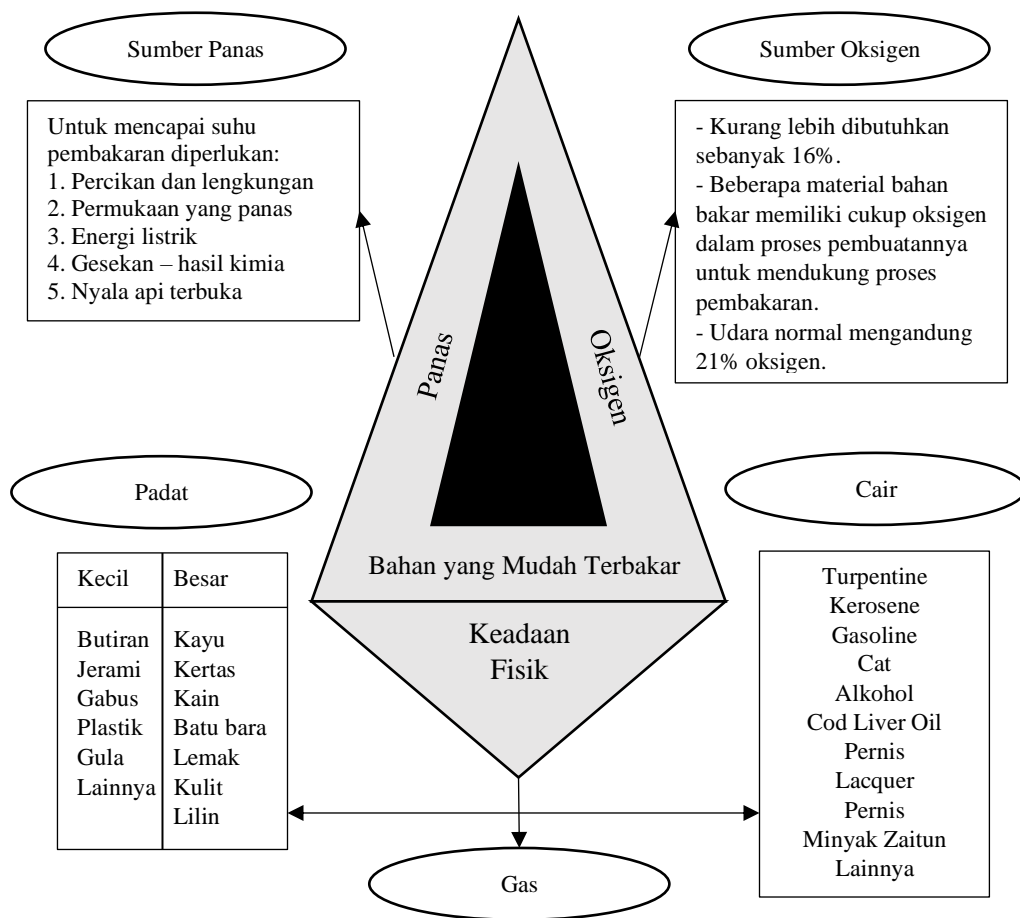 Sumber Panas
Untuk mencapai suhu
pembakaran diperlukan:
1. Percikan dan lengkungan
2. Permukaan yang panas
3. Energi listrik
4. Gesekan – hasil kimia
5. Nyala api terbuka
Sumber Oksigen
- Kurang lebih dibutuhkan
sebanyak 16%.
- Beberapa material bahan
bakar memiliki cukup oksigen
dalam proses pembuatannya
untuk mendukung proses
pembakaran.
- Udara normal mengandung
21% oksigen.
Panas
Oksigen
Bahan yang Mudah Terbakar
Keadaan
Fisik
Padat
Kecil Besar
Butiran Kayu
Jerami Kertas
Gabus Kain
Plastik Batu bara
Gula Lemak
Lainnya Kulit
Lilin
Cair
Turpentine
Kerosene
Gasoline
Cat
Alkohol
Cod Liver Oil
Pernis
Lacquer
Pernis
Minyak Zaitun
Lainnya
Gas